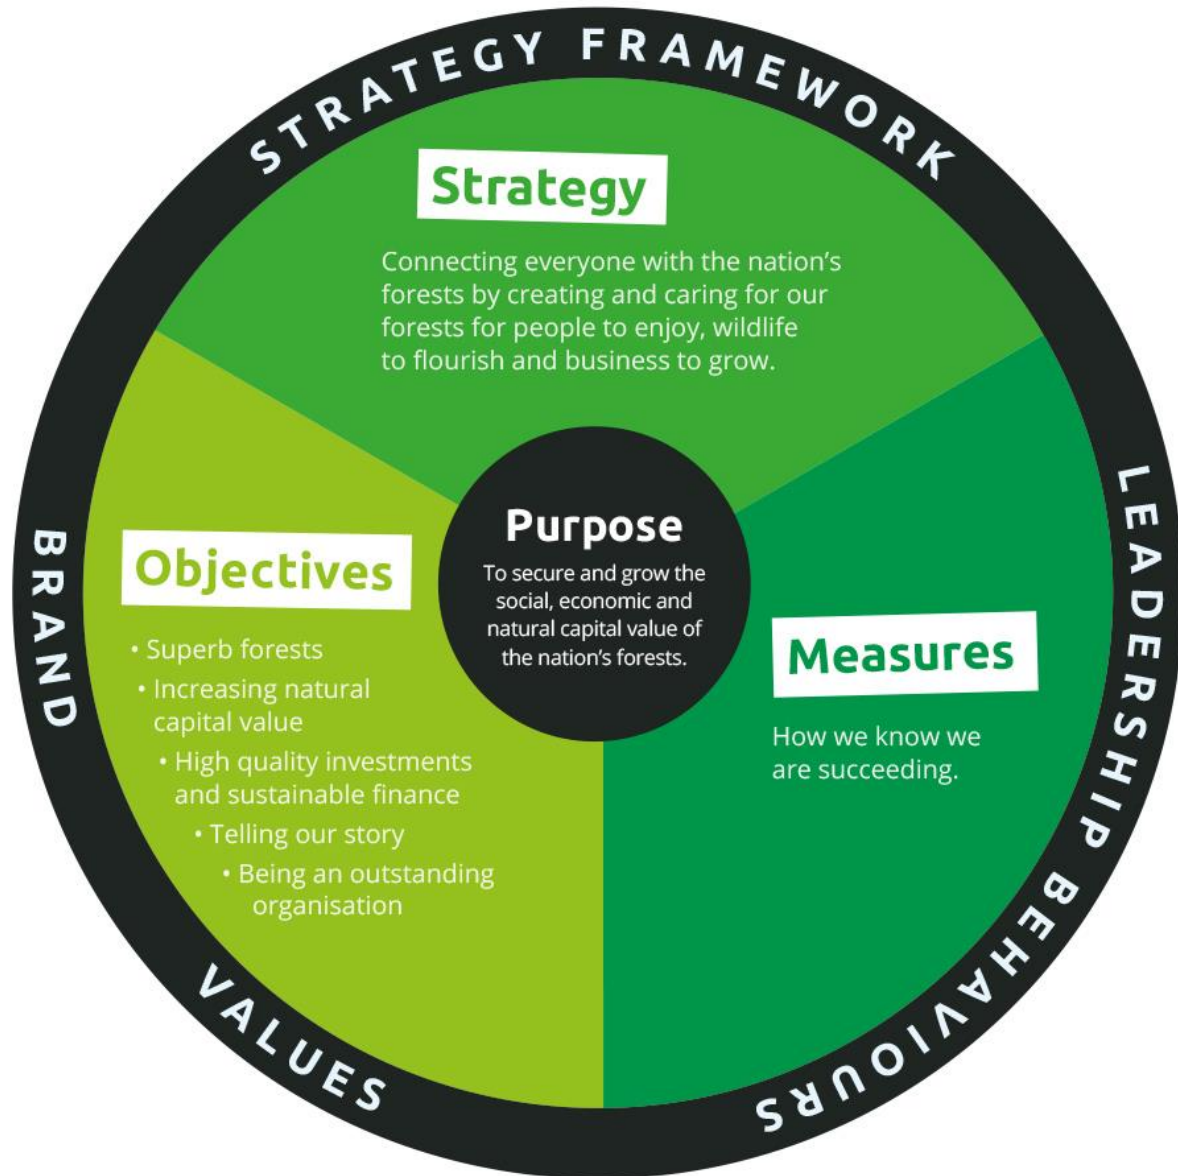 STRATEGY FRAMEWORK
Strategy
Connecting everyone with the nation’s
forests by creating and caring for our
forests for people to enjoy, wildlife
to flourish and business to grow.
Purpose
To secure and grow the
social, economic and
natural capital value of
the nation’s forests.
Objectives
• Superb forests
• Increasing natural
capital value
• High quality investments
and sustainable finance
• Telling our story
• Being an outstanding
organisation
Measures
How we know we
are succeeding.
LEADERSHIP BEHAVIOURS
VALUES
BRAND